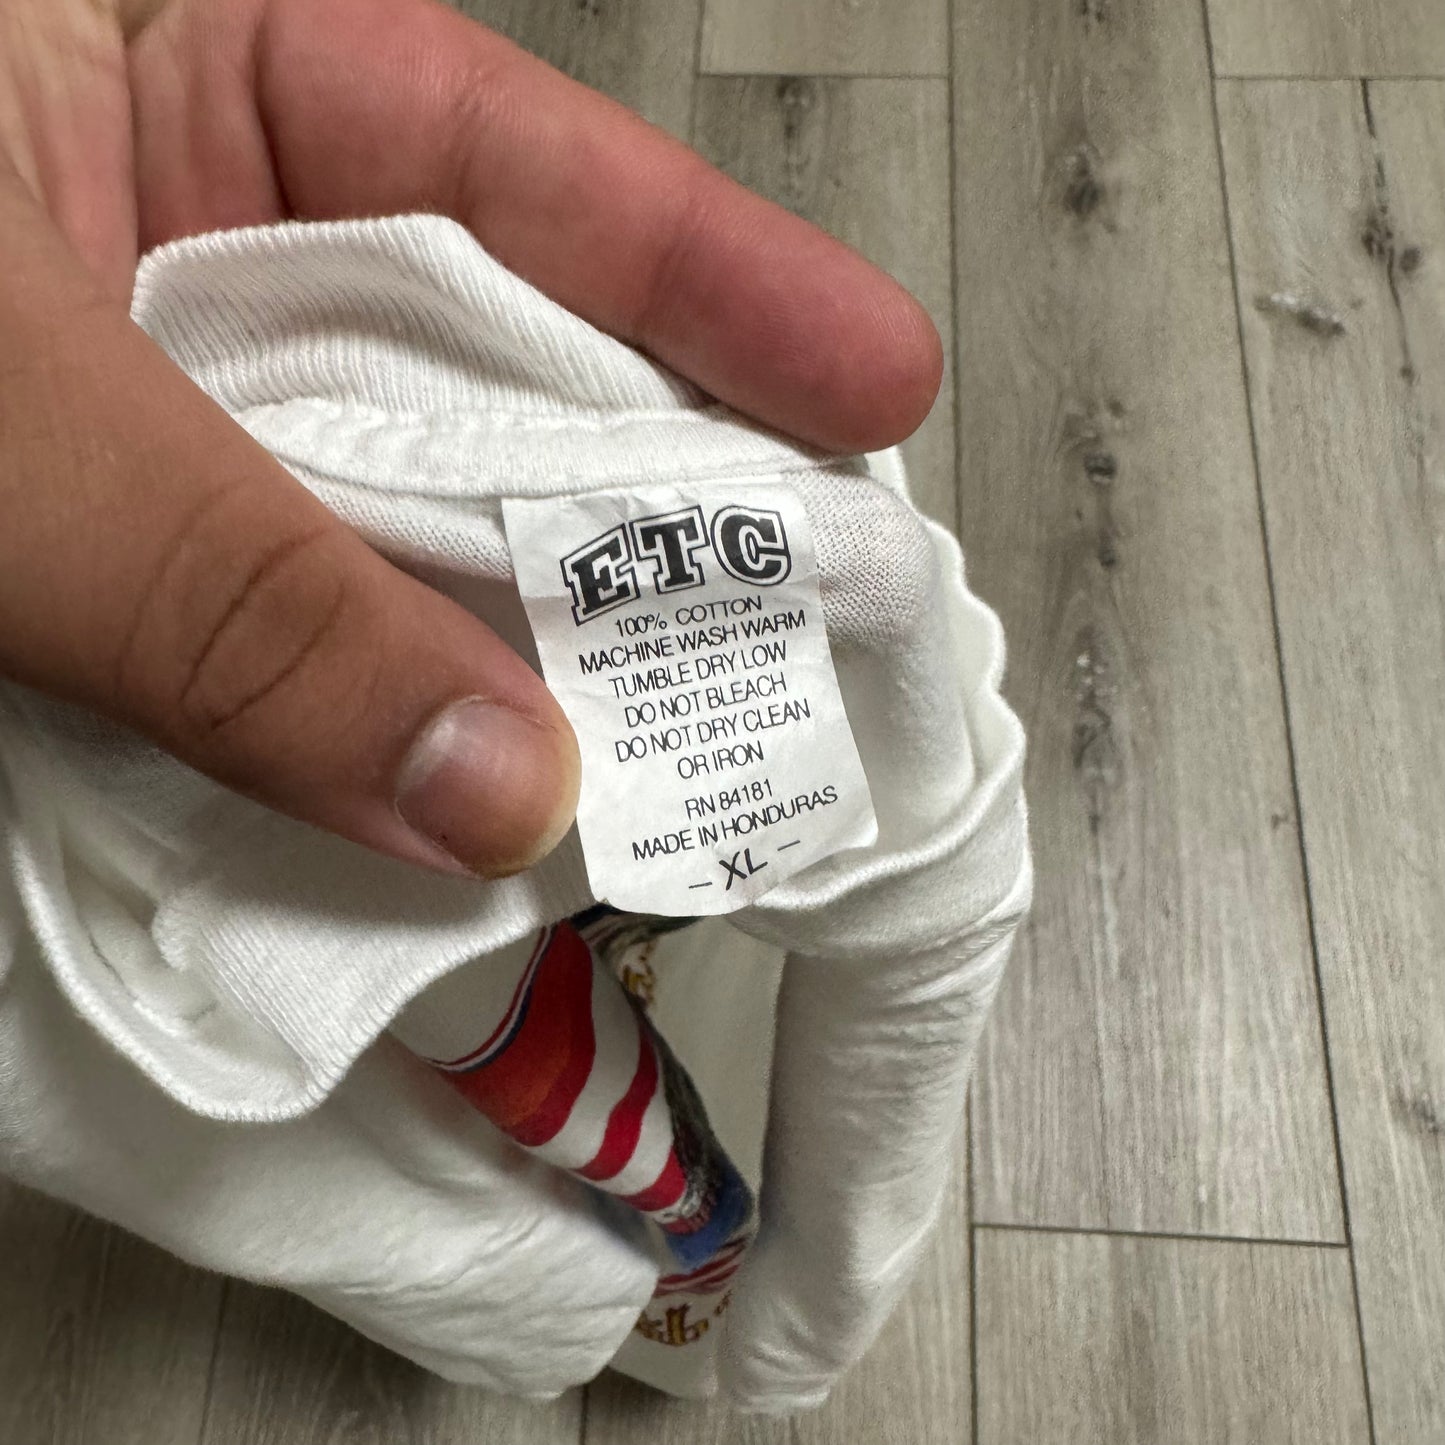 ETC
100% COTTON
MACHINE WASH WARM
TUMBLE DRY LOW
DO NOT BLEACH
DO NOT DRY CLEAN
OR IRON
RN 84181
MADE IN HONDURAS
- XL -